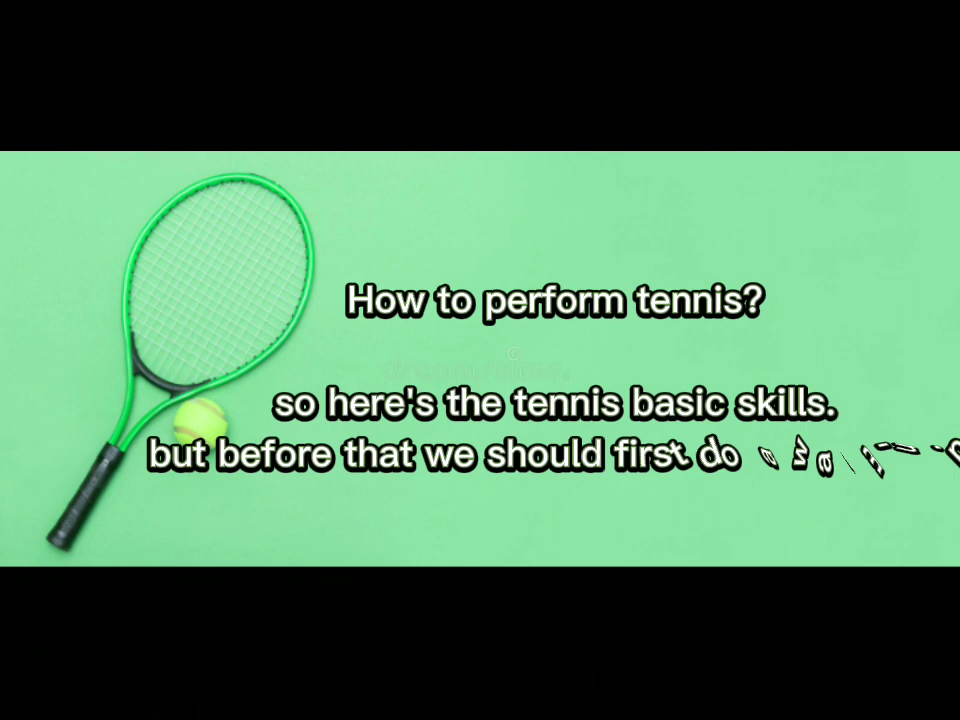 How to perform tennis?
so here's the tennis basic skills.
but before that we should first do a